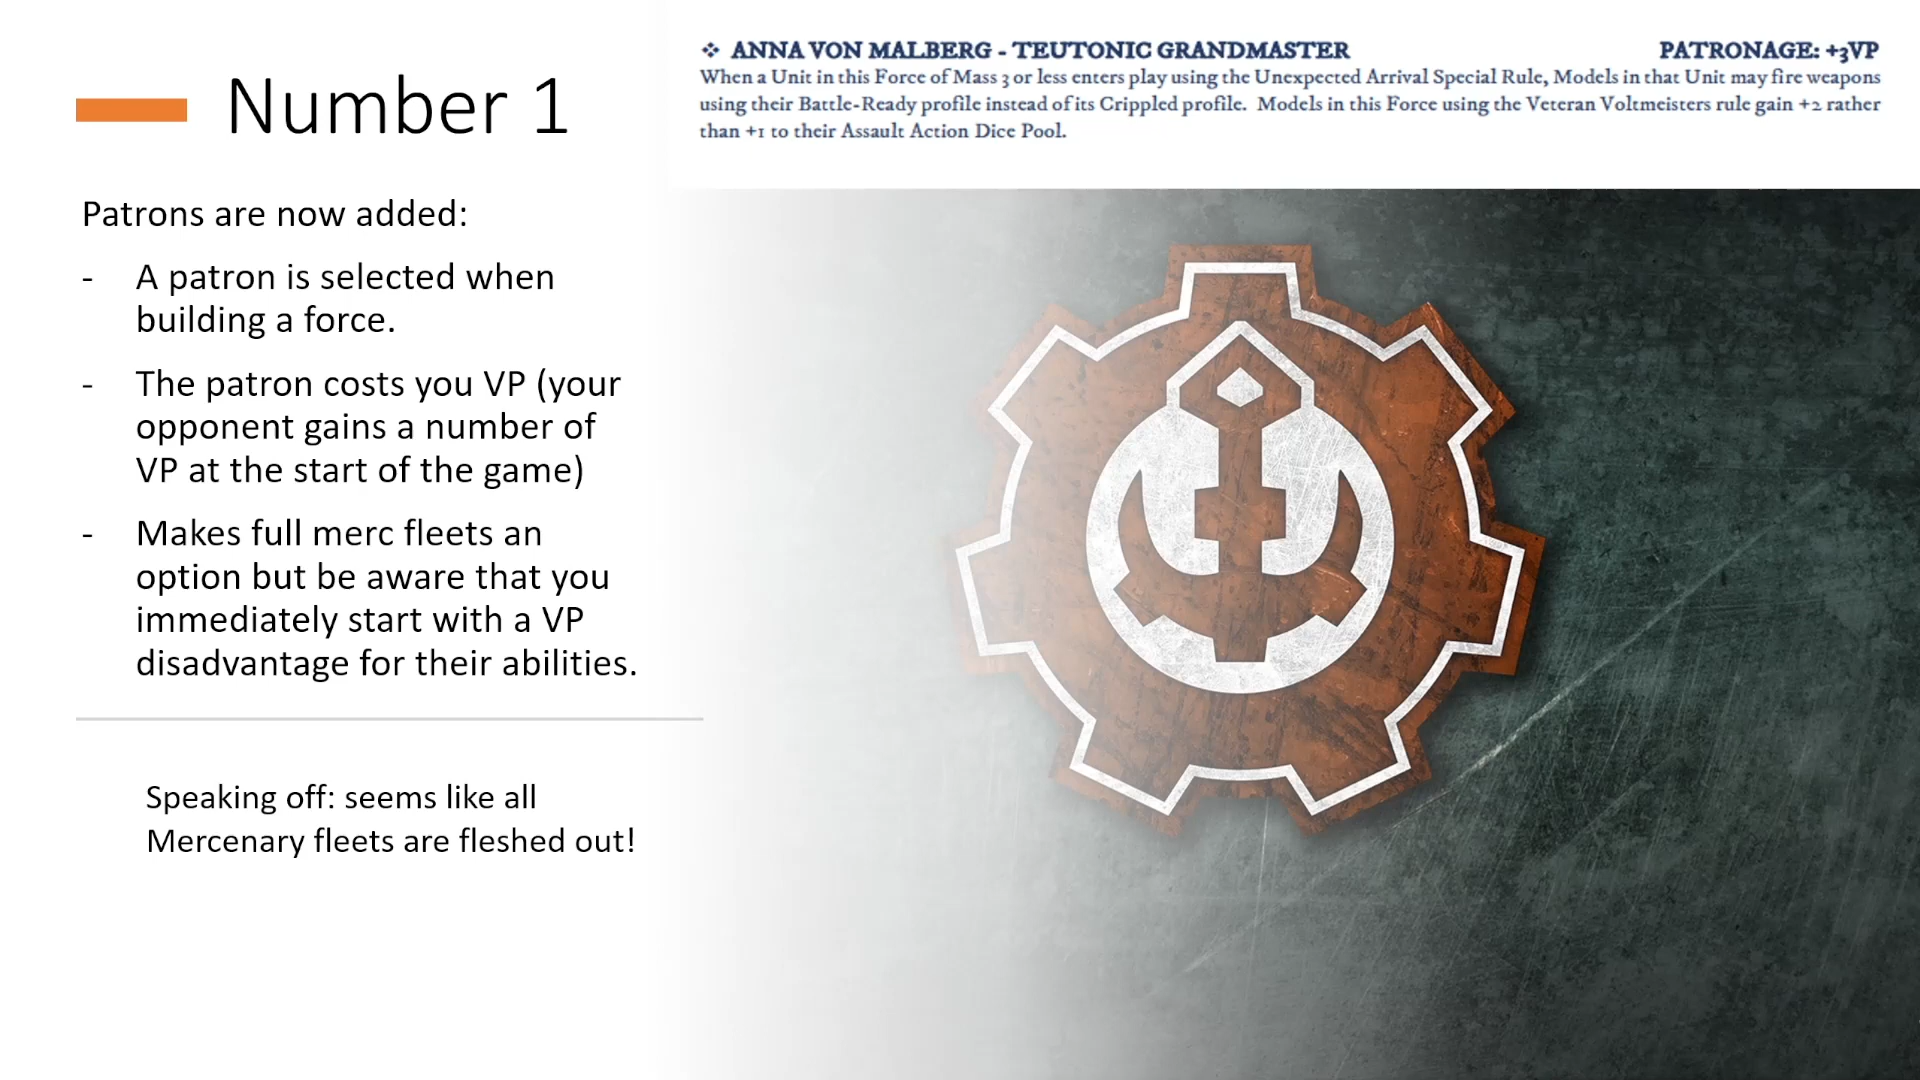 Number 1
❖ ANNA VON MALBERG - TEUTONIC GRANDMASTER PATRONAGE: +3VP
When a Unit in this Force of Mass 3 or less enters play using the Unexpected Arrival Special Rule, Models in that Unit may fire weapons
using their Battle-Ready profile instead of its Crippled profile. Models in this Force using the Veteran Voltmeisters rule gain +2 rather
than +1 to their Assault Action Dice Pool.
Patrons are now added:
- A patron is selected when
building a force.
- The patron costs you VP (your
opponent gains a number of
VP at the start of the game)
- Makes full merc fleets an
option but be aware that you
immediately start with a VP
disadvantage for their abilities.
Speaking off: seems like all
Mercenary fleets are fleshed out!